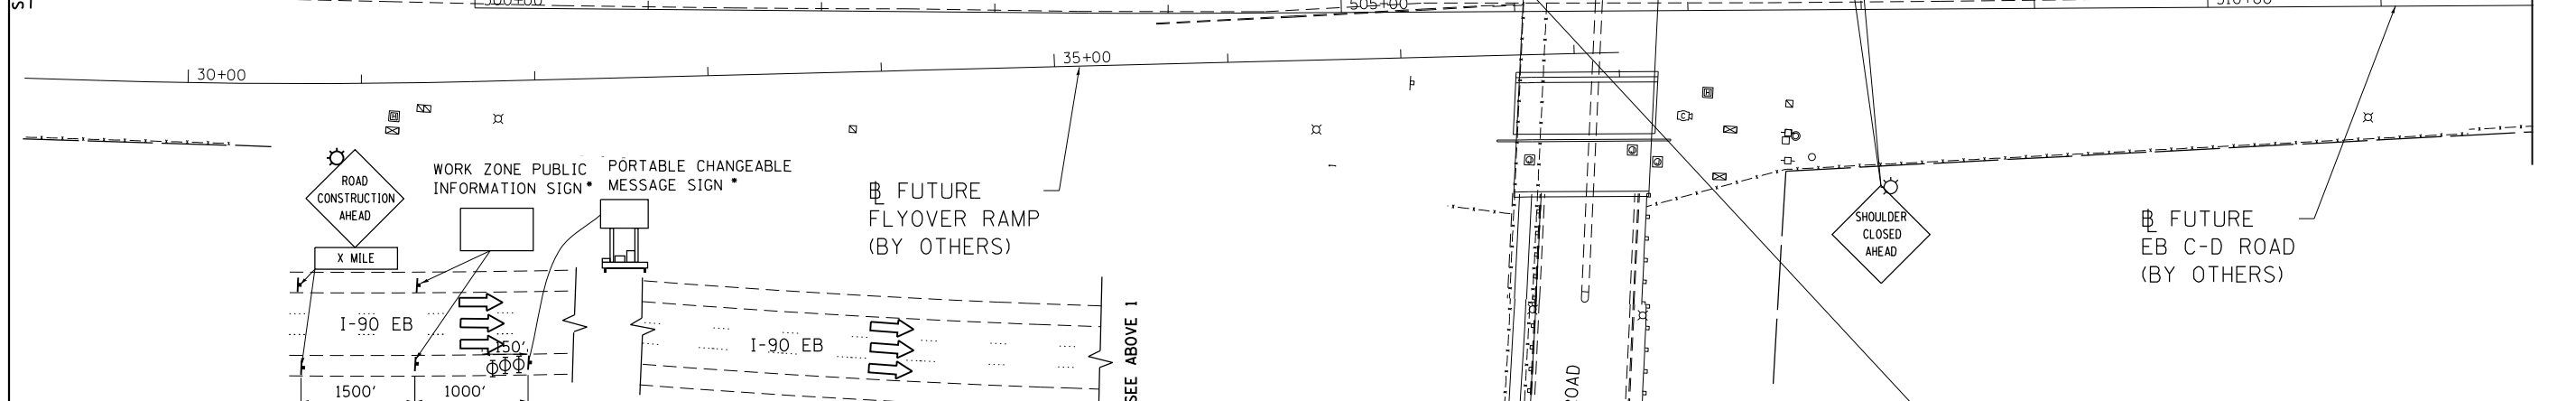 505+00
30+00
35+00
ROAD
CONSTRUCTION
AHEAD
X MILE
WORK ZONE PUBLIC
INFORMATION SIGN*
PORTABLE CHANGEABLE
MESSAGE SIGN *
℄ FUTURE
FLYOVER RAMP
(BY OTHERS)
SHOULDER
CLOSED
AHEAD
℄ FUTURE
EB C-D ROAD
(BY OTHERS)
I-90 EB
150'
1500'
1000'
I-90 EB
SEE ABOVE 1
OAD